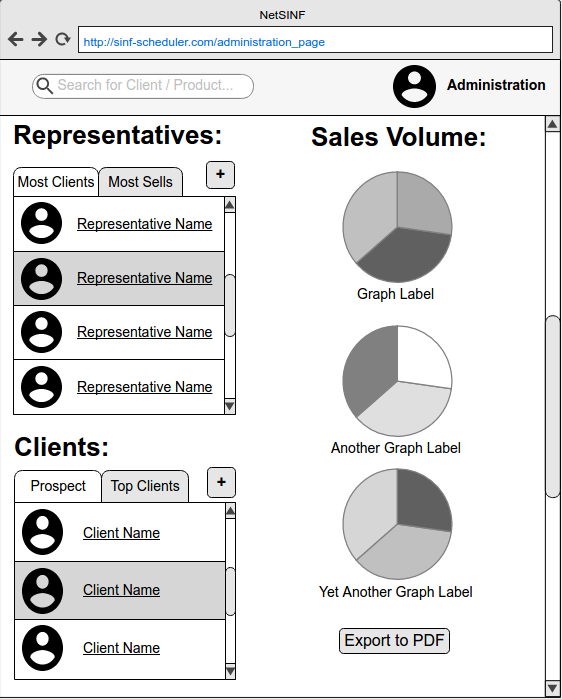 NetSINF
http://sinf-scheduler.com/administration_page
Search for Client / Product...
Administration
Representatives:
Most Clients
Most Sells
+
Representative Name
Representative Name
Representative Name
Representative Name
Clients:
Prospect
Top Clients
+
Client Name
Client Name
Client Name
Sales Volume:
Graph Label
Another Graph Label
Yet Another Graph Label
Export to PDF